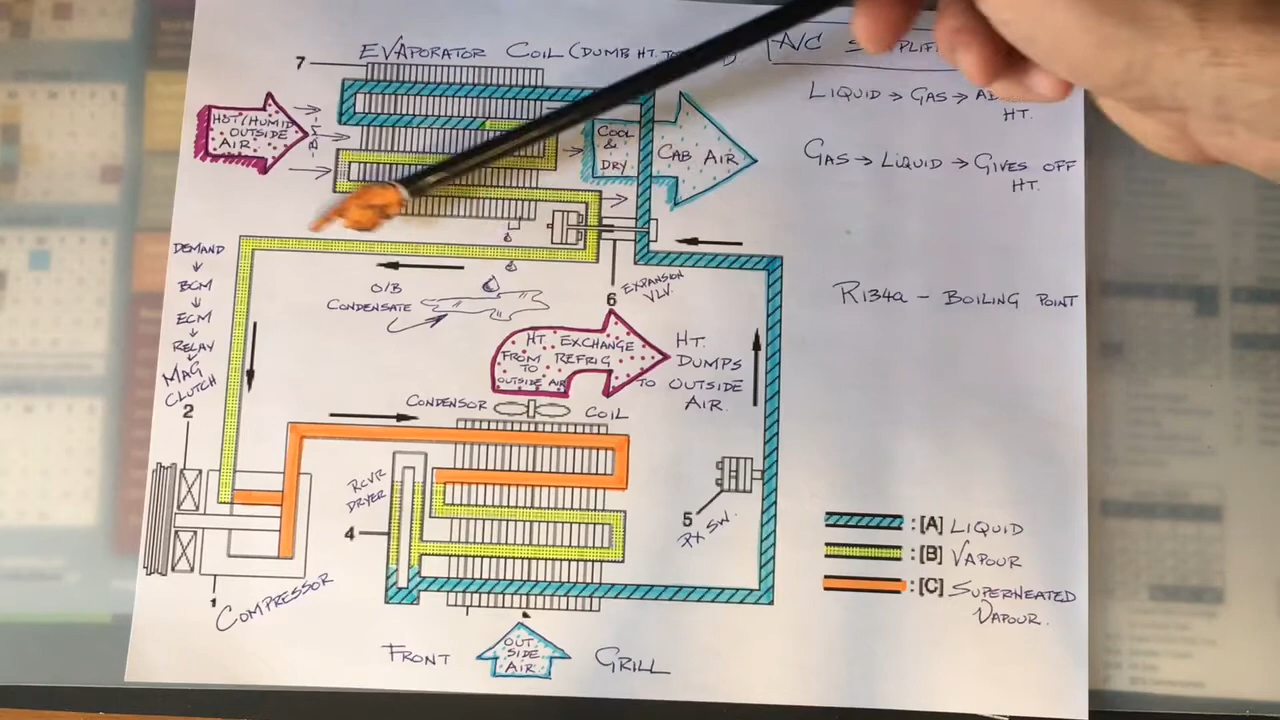 EVAPORATOR COIL (DUMB HT.
A/C
7
LIQUID → GAS →
HT.
HOT/HUMID
OUTSIDE
AIR
COOL
&
DRY
CAB AIR
GAS → LIQUID → GIVES OFF
HT.
DEMAND
BCM
ECM
RELAY
MAG
CLUTCH
2
O/B
CONDENSATE
6
EXPANSION
VLV.
R134a - BOILING POINT
HT. EXCHANGE
FROM REFRIG
TO
OUTSIDE AIR
HT.
DUMPS
TO OUTSIDE
AIR.
CONDENSOR
COIL
RCVR
DRYER
4
5
SW.
1
COMPRESSOR
: [A] LIQUID
: [B] VAPOUR
: [C] SUPERHEATED
VAPOUR.
FRONT
OUT
SIDE
AIR
GRILL